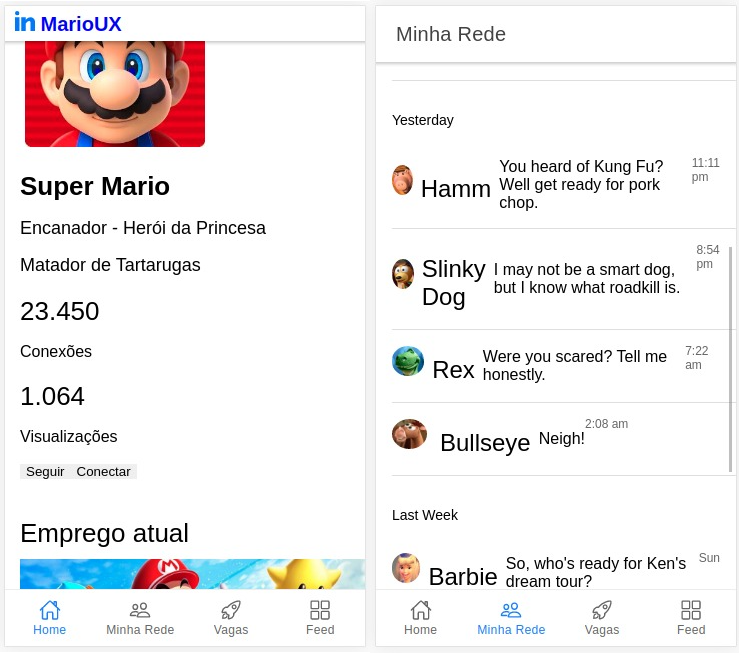 in MarioUX
Super Mario
Encanador - Herói da Princesa
Matador de Tartarugas
23.450
Conexões
1.064
Visualizações
Seguir Conectar
Emprego atual
Home Minha Rede Vagas Feed
Minha Rede
Yesterday
Hamm
You heard of Kung Fu?
Well get ready for pork
chop.
11:11
pm
Slinky
Dog
I may not be a smart dog,
but I know what roadkill is.
8:54
pm
Rex
Were you scared? Tell me
honestly.
7:22
am
Bullseye
Neigh!
2:08 am
Last Week
Barbie
So, who's ready for Ken's
dream tour?
Sun
Home Minha Rede Vagas Feed